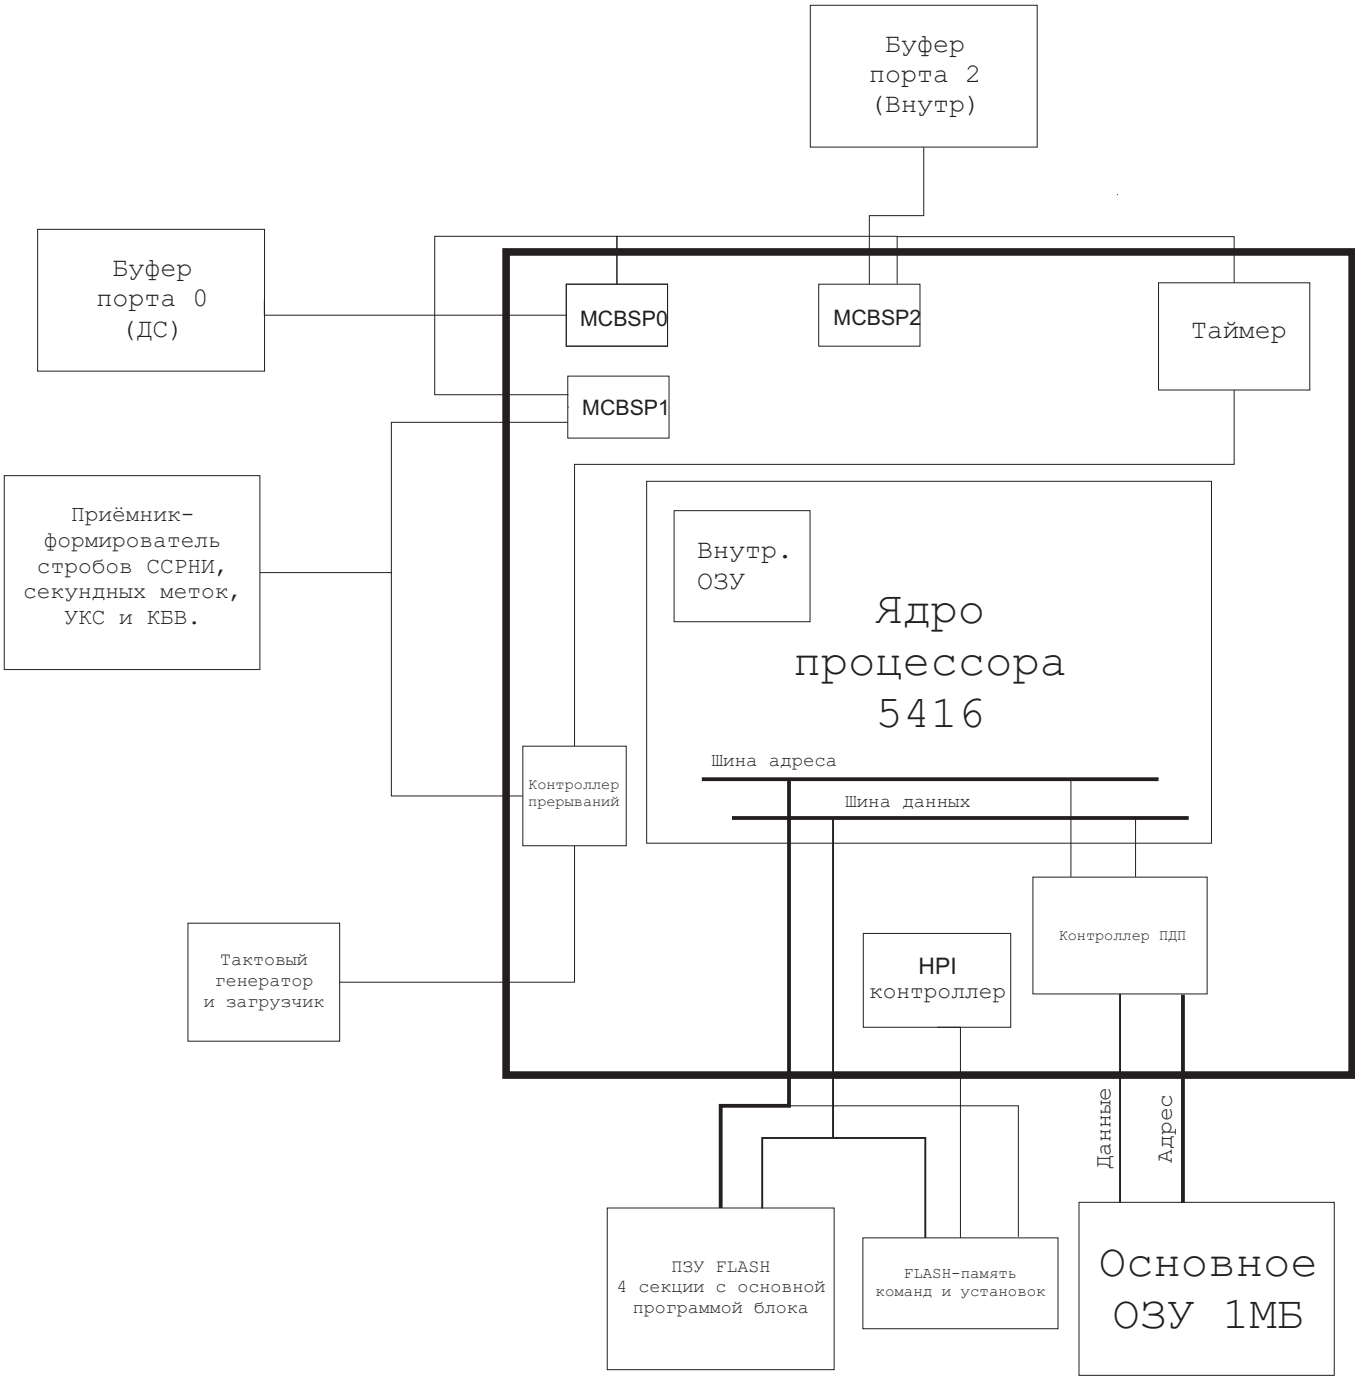 Буфер
порта 2
(Внутр)
Буфер
порта 0
(ДС)
MCBSP0
MCBSP2
Таймер
MCBSP1
Приёмник-
формирователь
стробов ССРНИ,
секундных меток,
УКС и КБВ.
Внутр.
ОЗУ
Ядро
процессора
5416
Шина адреса
Шина данных
Контроллер
прерываний
Контроллер ПДП
Тактовый
генератор
и загрузчик
HPI
контроллер
Данные
Адрес
ПЗУ FLASH
4 секции с основной
программой блока
FLASH-память
команд и установок
Основное
ОЗУ 1МБ